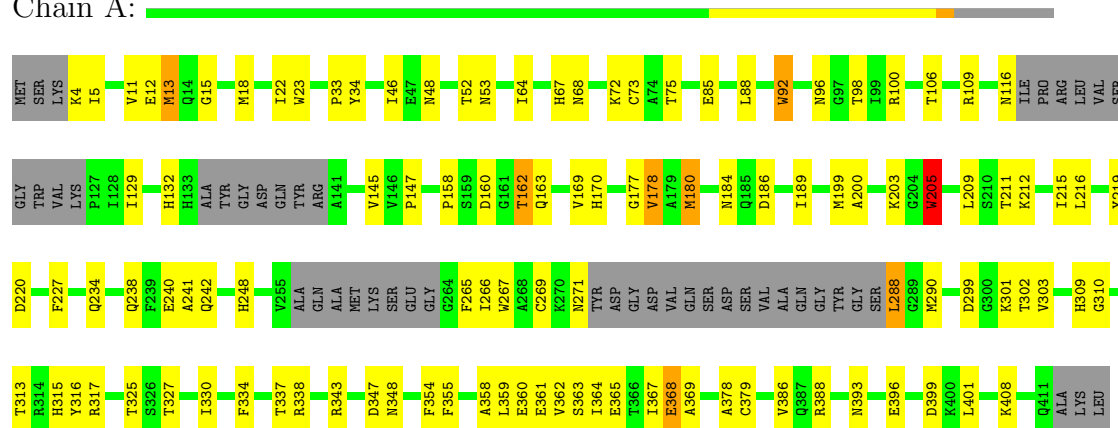 Chain A:
MET SER LYS K4 I5 V11 E12 M13 Q14 G15 M18 I22 W23 P33 Y34 I46 E47 N48 T52 N53 I64 H67 N68 K72 C73 A74 T75 E85 L88 W92 N96 G97 T98 I99 R100 T106 R109 N116 ILE PRO ARG LEU VAL SER
GLY TRP VAL LYS P127 I128 I129 H132 H133 ALA TYR GLY ASP GLN TYR ARG A141 V145 V146 P147 P158 S159 D160 G161 T162 Q163 V169 H170 G177 V178 A179 M180 N184 Q185 D186 I189 M199 A200 K203 G204 W205 L209 S210 T211 K212 I215 L216 Y219
D220 F227 Q234 Q238 F239 E240 A241 Q242 H248 V255 ALA GLN ALA MET LYS SER GLU GLY G264 F265 I266 W267 A268 C269 K270 N271 TYR ASP GLY ASP VAL GLN SER ASP SER VAL ALA GLN GLY TYR GLY SER L288 G289 M290 D299 G300 K301 T302 V303 H309 G310
T313 R314 H315 Y316 R317 T325 S326 T327 I330 F334 T337 R338 R343 D347 N348 F354 F355 A358 L359 E360 E361 V362 S363 I364 E365 T366 I367 E368 A369 A378 C379 V386 Q387 R388 N393 E396 D399 K400 L401 K408 Q411 ALA LYS LEU